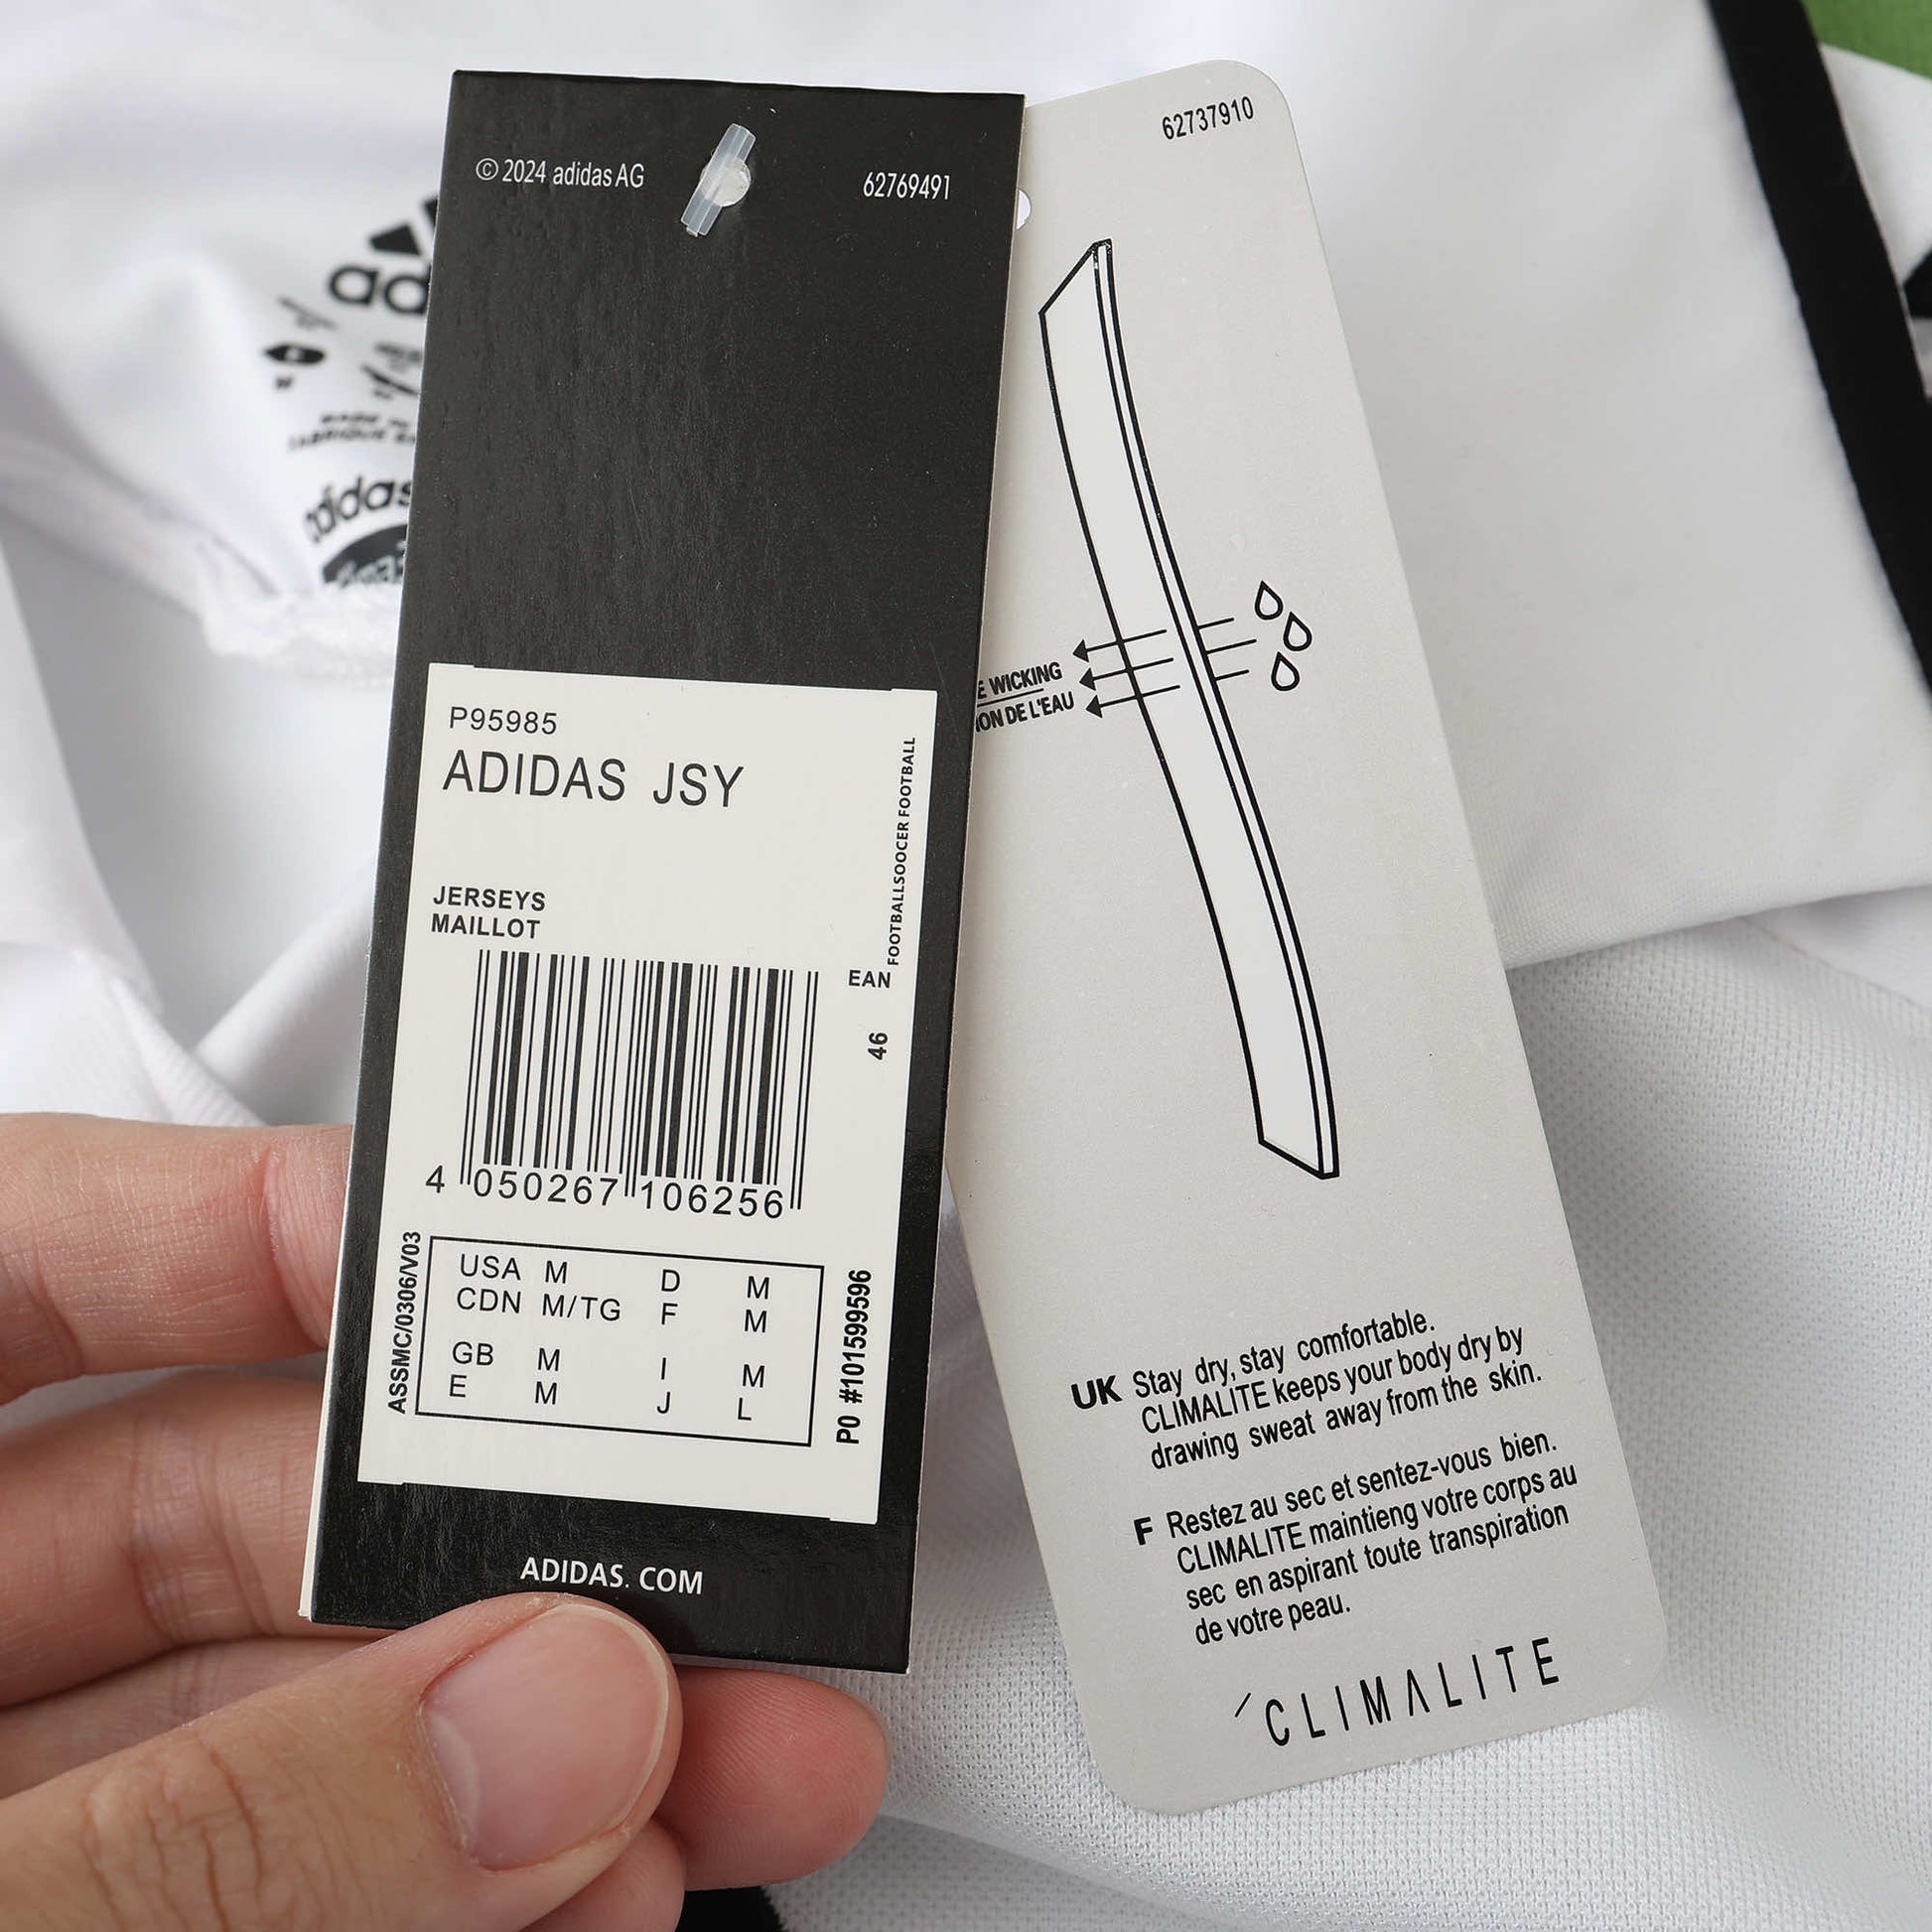 © 2024 adidas AG
62769491
P95985
ADIDAS JSY
FOOTBALLSOOCER FOOTBALL
JERSEYS
MAILLOT
EAN
46
4 050267 106256
ASSMC/0306/V03
USA M D M
CDN M/TG F M
GB M I M
E M J L
PO #101599596
ADIDAS. COM
62737910
WICKING
DE L'EAU
UK Stay dry, stay comfortable.
CLIMALITE keeps your body dry by
drawing sweat away from the skin.
F Restez au sec et sentez-vous bien.
CLIMALITE maintieng votre corps au
sec en aspirant toute transpiration
de votre peau.
CLIMALITE
adidas